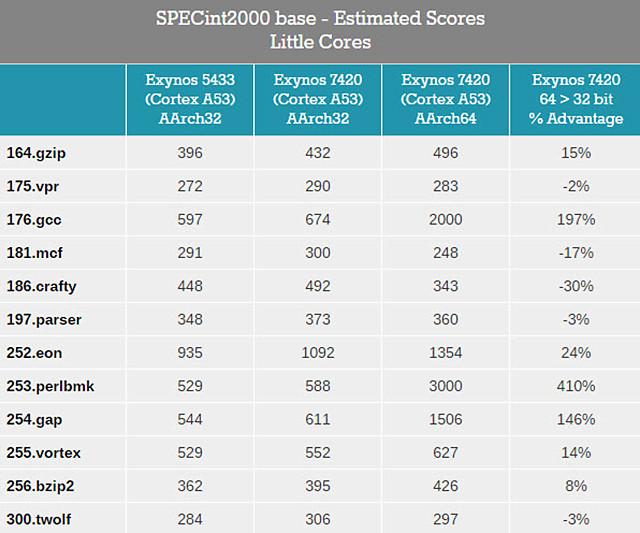 SPECint2000 base - Estimated Scores
Little Cores
Exynos 5433 (Cortex A53) AArch32 Exynos 7420 (Cortex A53) AArch32 Exynos 7420 (Cortex A53) AArch64 Exynos 7420 64 > 32 bit % Advantage
164.gzip 396 432 496 15%
175.vpr 272 290 283 -2%
176.gcc 597 674 2000 197%
181.mcf 291 300 248 -17%
186.crafty 448 492 343 -30%
197.parser 348 373 360 -3%
252.eon 935 1092 1354 24%
253.perlbmk 529 588 3000 410%
254.gap 544 611 1506 146%
255.vortex 529 552 627 14%
256.bzip2 362 395 426 8%
300.twolf 284 306 297 -3%